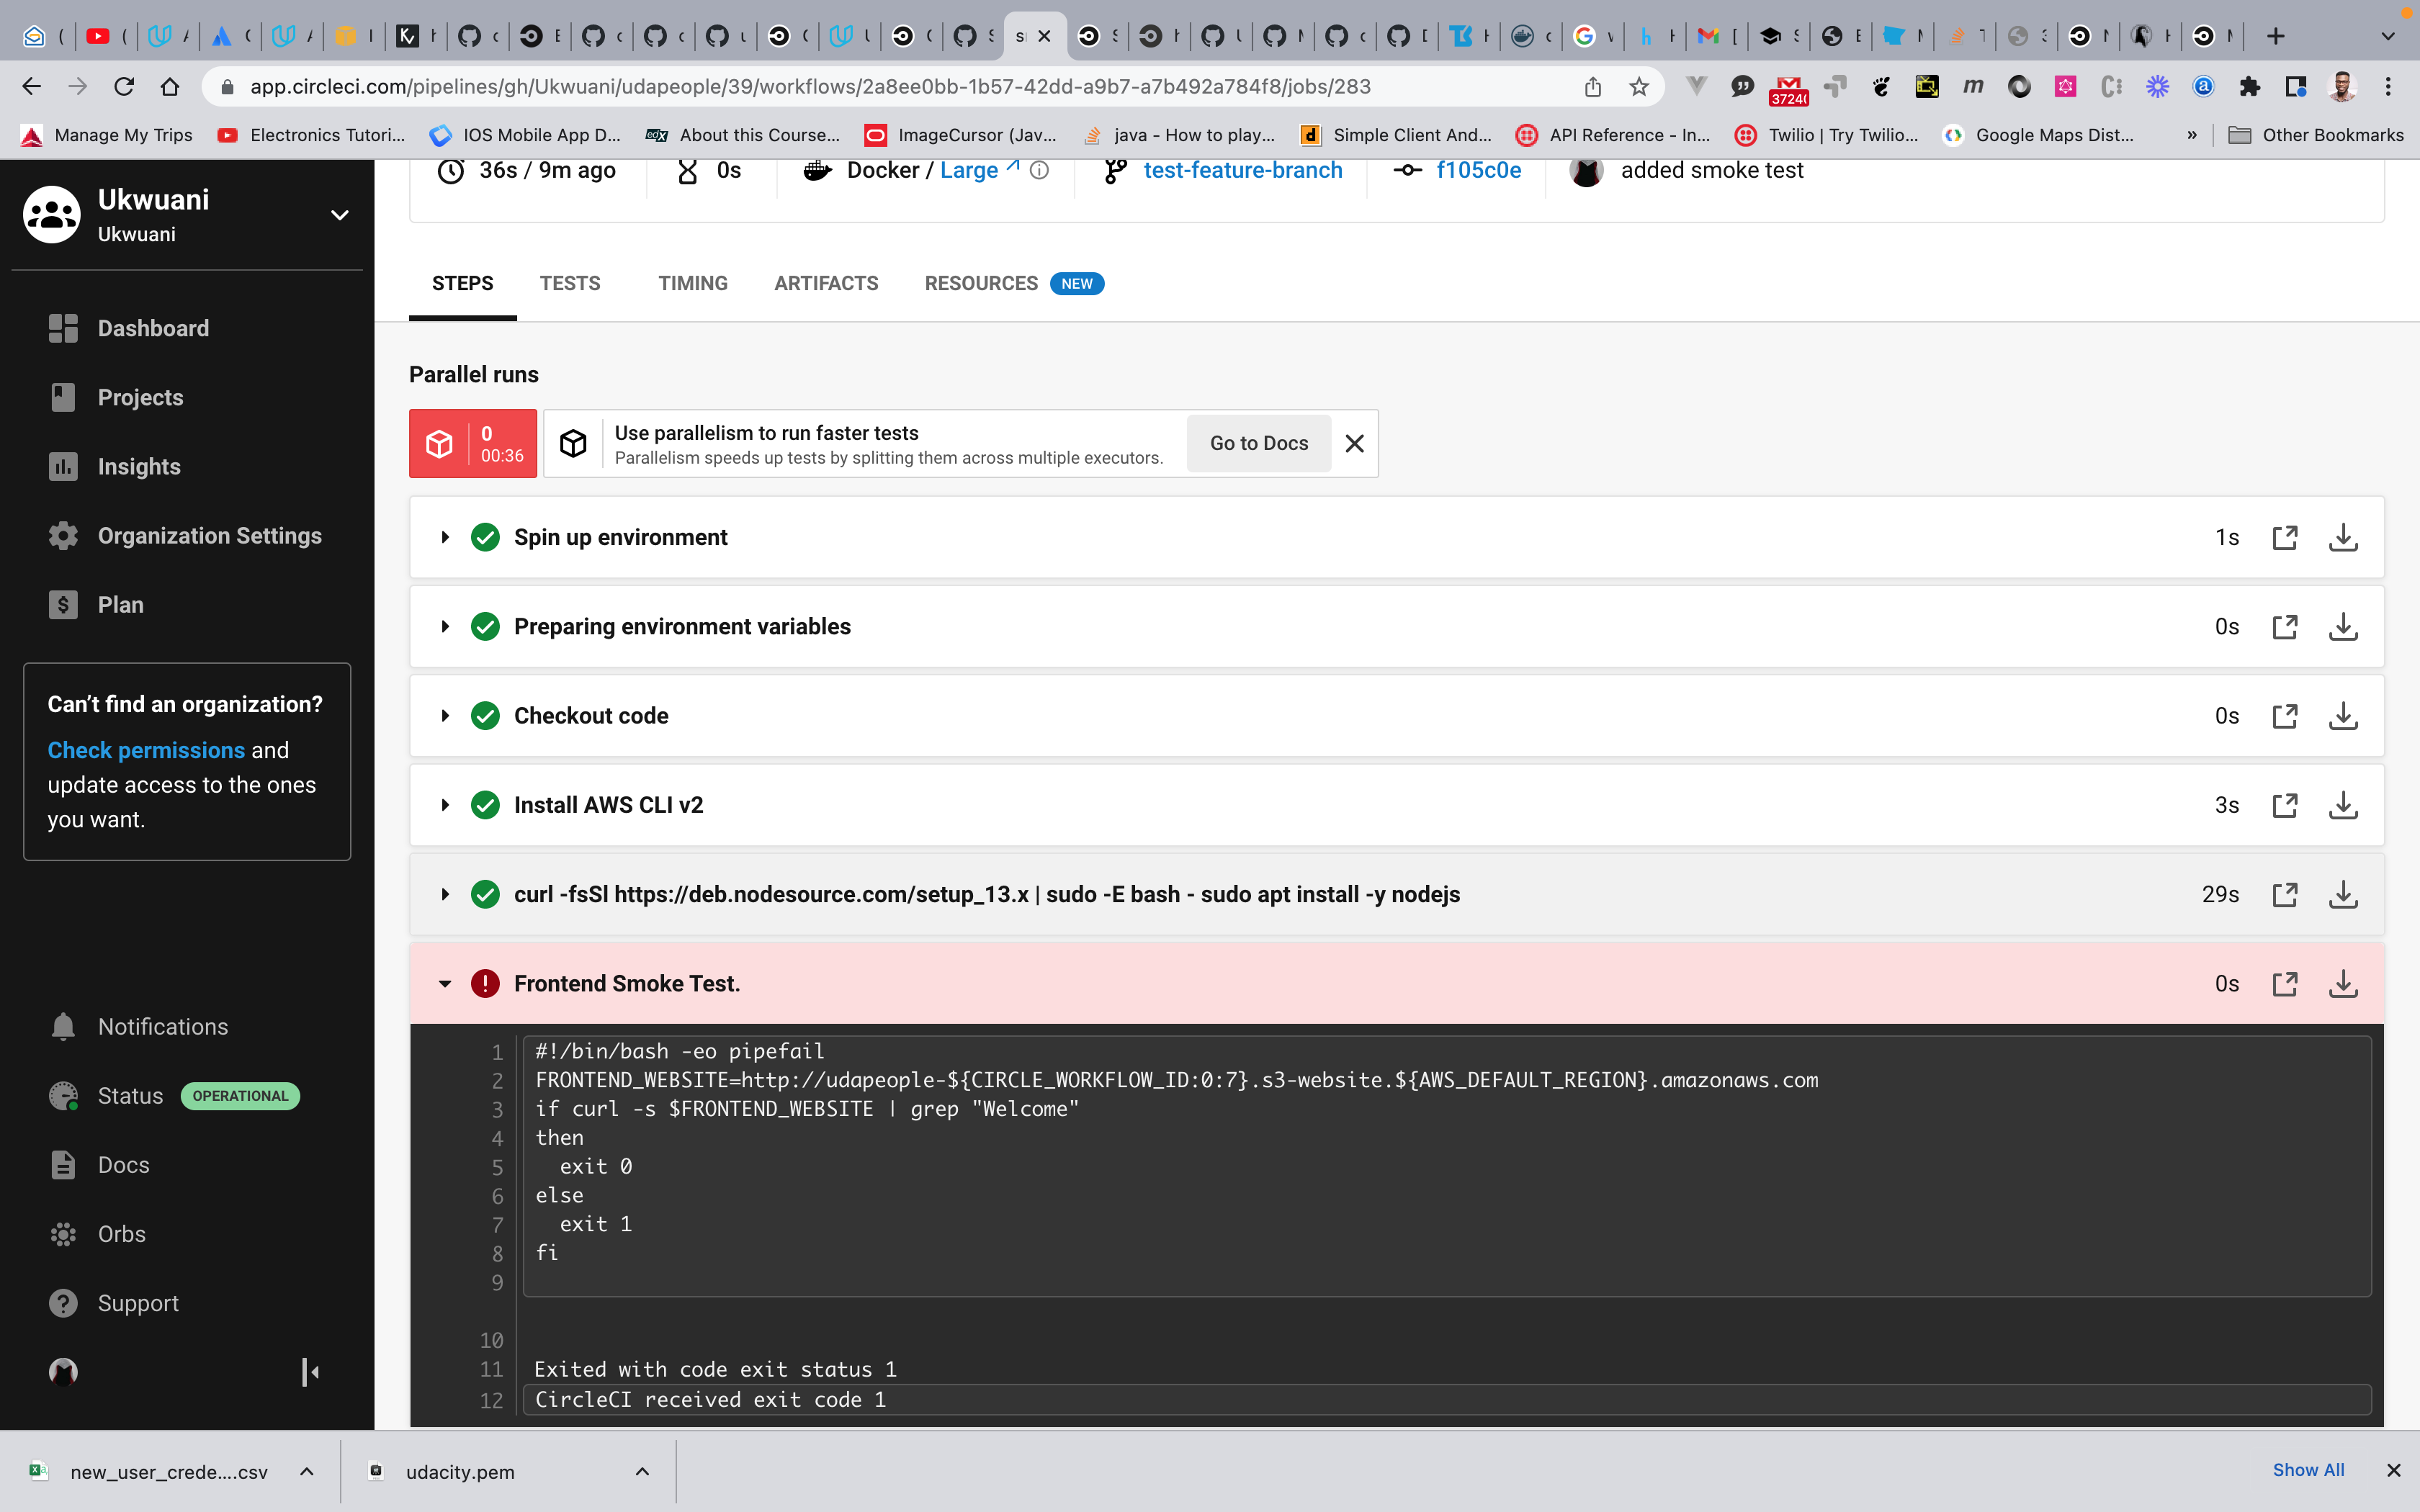 app.circleci.com/pipelines/gh/Ukwuani/udapeople/39/workflows/2a8ee0bb-1b57-42dd-a9b7-a7b492a784f8/jobs/283
Manage My Trips
Electronics Tutori...
IOS Mobile App D...
About this Course...
ImageCursor (Jav...
java - How to play...
Simple Client And...
API Reference - In...
Twilio | Try Twilio...
Google Maps Dist...
»
Other Bookmarks
Ukwuani
Ukwuani
36s / 9m ago
0s
Docker / Large
test-feature-branch
f105c0e
added smoke test
Dashboard
Projects
Insights
Organization Settings
Plan
Can't find an organization?
Check permissions and
update access to the ones
you want.
Notifications
Status OPERATIONAL
Docs
Orbs
Support
STEPS
TESTS
TIMING
ARTIFACTS
RESOURCES NEW
Parallel runs
0
00:36
Use parallelism to run faster tests
Parallelism speeds up tests by splitting them across multiple executors.
Go to Docs
Spin up environment 1s
Preparing environment variables 0s
Checkout code 0s
Install AWS CLI v2 3s
curl -fsSl https://deb.nodesource.com/setup_13.x | sudo -E bash - sudo apt install -y nodejs 29s
Frontend Smoke Test. 0s
1 #!/bin/bash -eo pipefail
2 FRONTEND_WEBSITE=http://udapeople-${CIRCLE_WORKFLOW_ID:0:7}.s3-website.${AWS_DEFAULT_REGION}.amazonaws.com
3 if curl -s $FRONTEND_WEBSITE | grep "Welcome"
4 then
5   exit 0
6 else
7   exit 1
8 fi
9
10
11 Exited with code exit status 1
12 CircleCI received exit code 1
new_user_crede....csv
udacity.pem
Show All